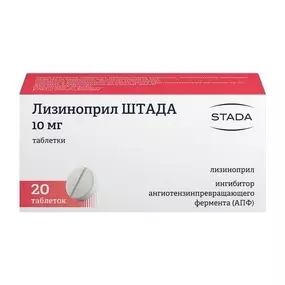 Лизиноприл ШТАДА
10 мг
таблетки
STADA
20
таблеток
лизиноприл
ингибитор
ангиотензинпревращающего
фермента (АПФ)